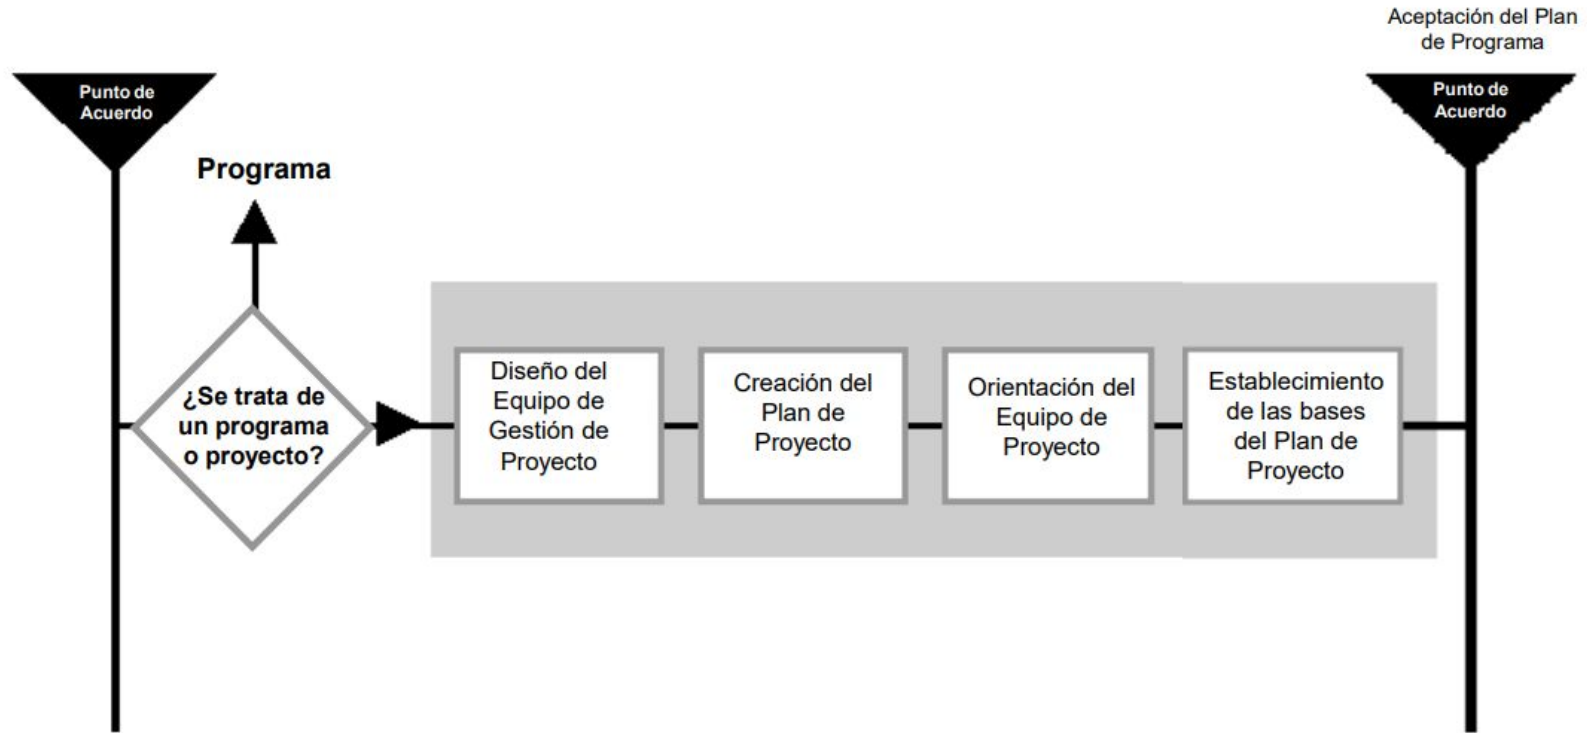 Aceptación del Plan
de Programa
Punto de
Acuerdo
Punto de
Acuerdo
Programa
¿Se trata de
un programa
o proyecto?
Diseño del
Equipo de
Gestión de
Proyecto
Creación del
Plan de
Proyecto
Orientación del
Equipo de
Proyecto
Establecimiento
de las bases
del Plan de
Proyecto